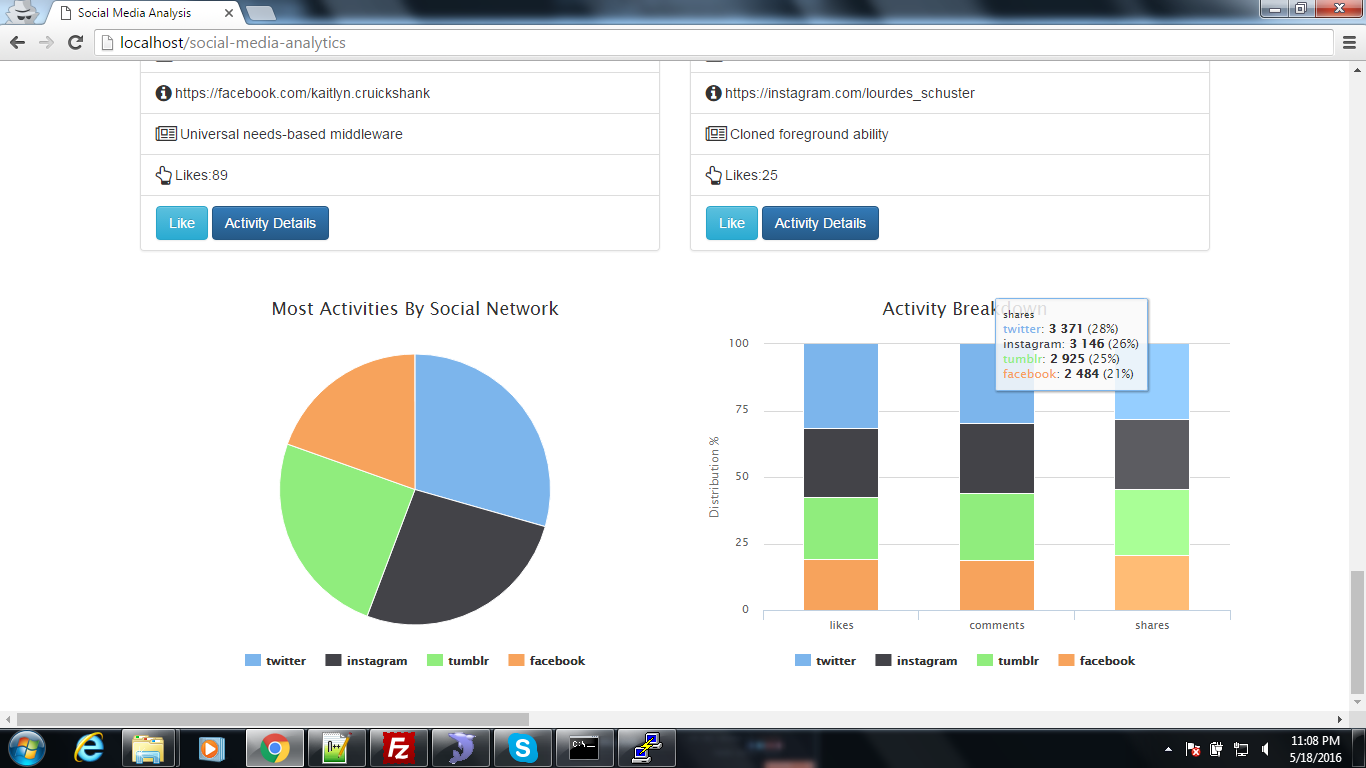 Social Media Analysis
localhost/social-media-analytics
https://facebook.com/kaitlyn.cruickshank
Universal needs-based middleware
Likes:89
Like
Activity Details
https://instagram.com/lourdes_schuster
Cloned foreground ability
Likes:25
Like
Activity Details
Most Activities By Social Network
twitter
instagram
tumblr
facebook
Activity Breakdown
shares
twitter: 3 371 (28%)
instagram: 3 146 (26%)
tumblr: 2 925 (25%)
facebook: 2 484 (21%)
Distribution %
100
75
50
25
0
likes
comments
shares
twitter
instagram
tumblr
facebook
11:08 PM
5/18/2016